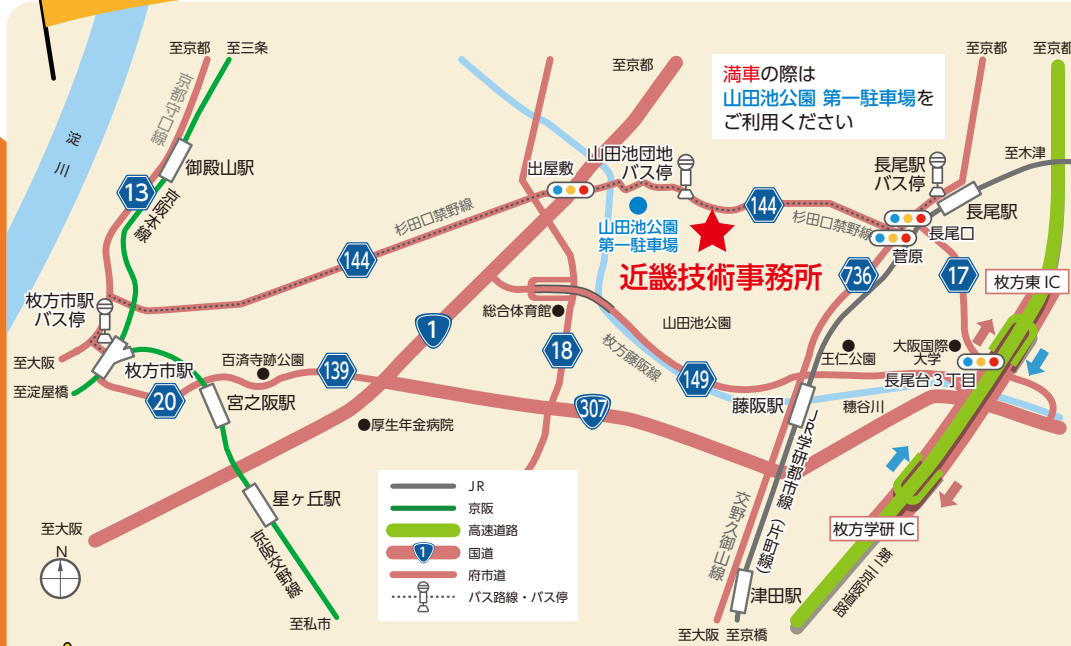 至京都
至三条
至京都
至京都
至京都
満車の際は
山田池公園 第一駐車場を
ご利用ください
淀川
京都守口線
御殿山駅
13
京阪本線
出屋敷
山田池団地
バス停
長尾駅
バス停
至木津
長尾駅
杉田口禁野線
144
山田池公園
第一駐車場
144
杉田口禁野線
長尾口
菅原
近畿技術事務所
736
17
枚方東 IC
枚方市駅
バス停
総合体育館
山田池公園
1
18
枚方藤阪線
王仁公園
大阪国際
大学
至大阪
枚方市駅
百済寺跡公園
139
149
長尾台3丁目
至淀屋橋
20
宮之阪駅
307
藤阪駅
穂谷川
厚生年金病院
JR学研都市線(片町線)
星ヶ丘駅
至大阪
N
京阪交野線
至私市
JR
京阪
高速道路
1
国道
府市道
バス路線・バス停
交野久御山線
枚方学研 IC
第二京阪道路
津田駅
至大阪
至京橋